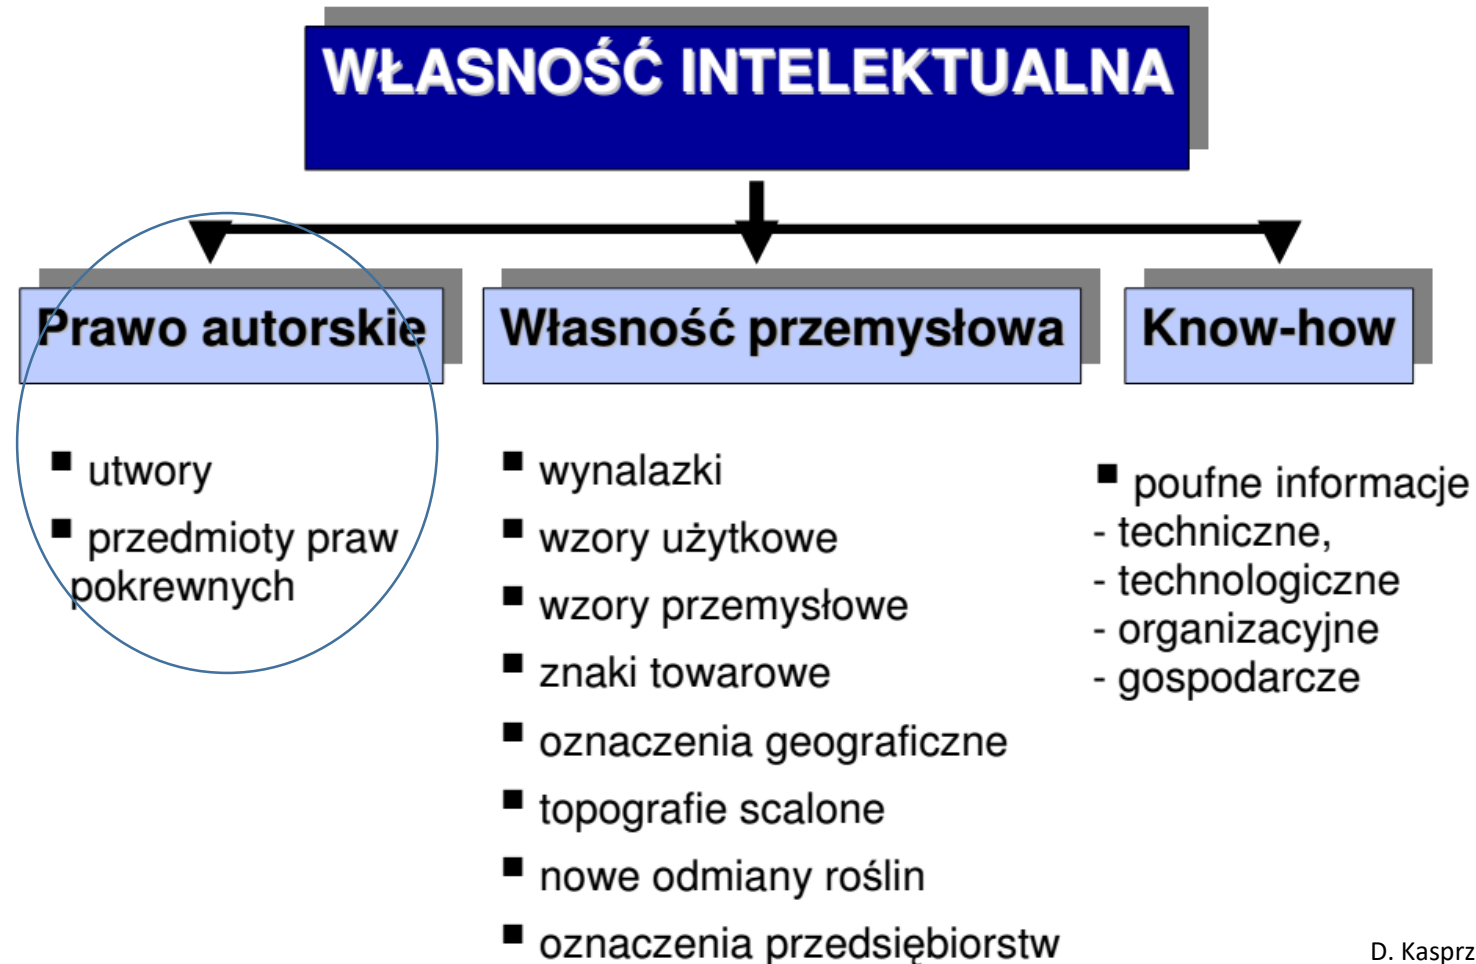 WŁASNOŚĆ INTELEKTUALNA
Prawo autorskie
utwory
przedmioty praw
pokrewnych
Własność przemysłowa
wynalazki
wzory użytkowe
wzory przemysłowe
znaki towarowe
oznaczenia geograficzne
topografie scalone
nowe odmiany roślin
oznaczenia przedsiębiorstw
Know-how
poufne informacje
- techniczne,
- technologiczne
- organizacyjne
- gospodarcze
D. Kasprz